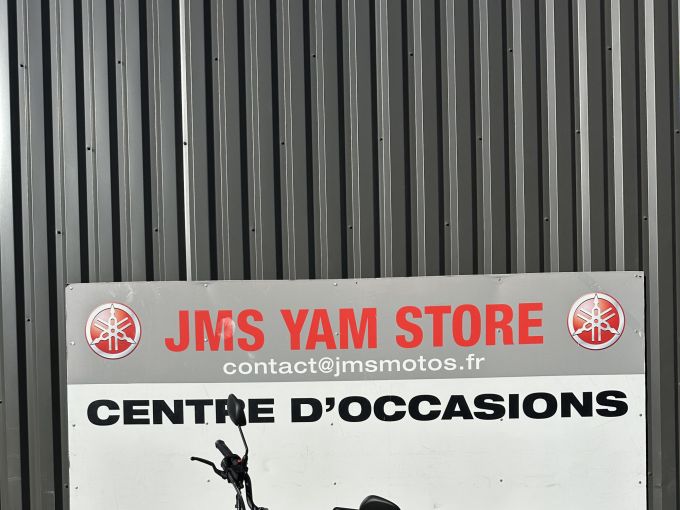 JMS YAM STORE
contact@jmsmotos.fr
CENTRE D'OCCASIONS